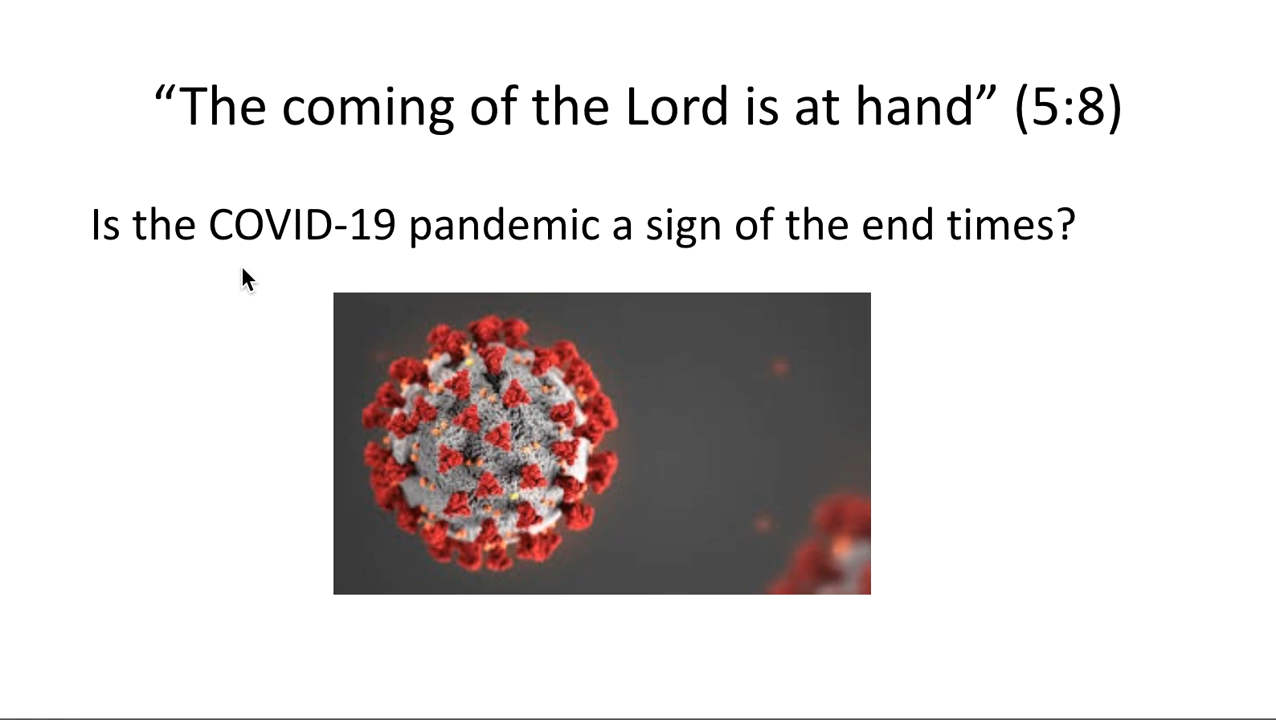 “The coming of the Lord is at hand” (5:8)
Is the COVID-19 pandemic a sign of the end times?